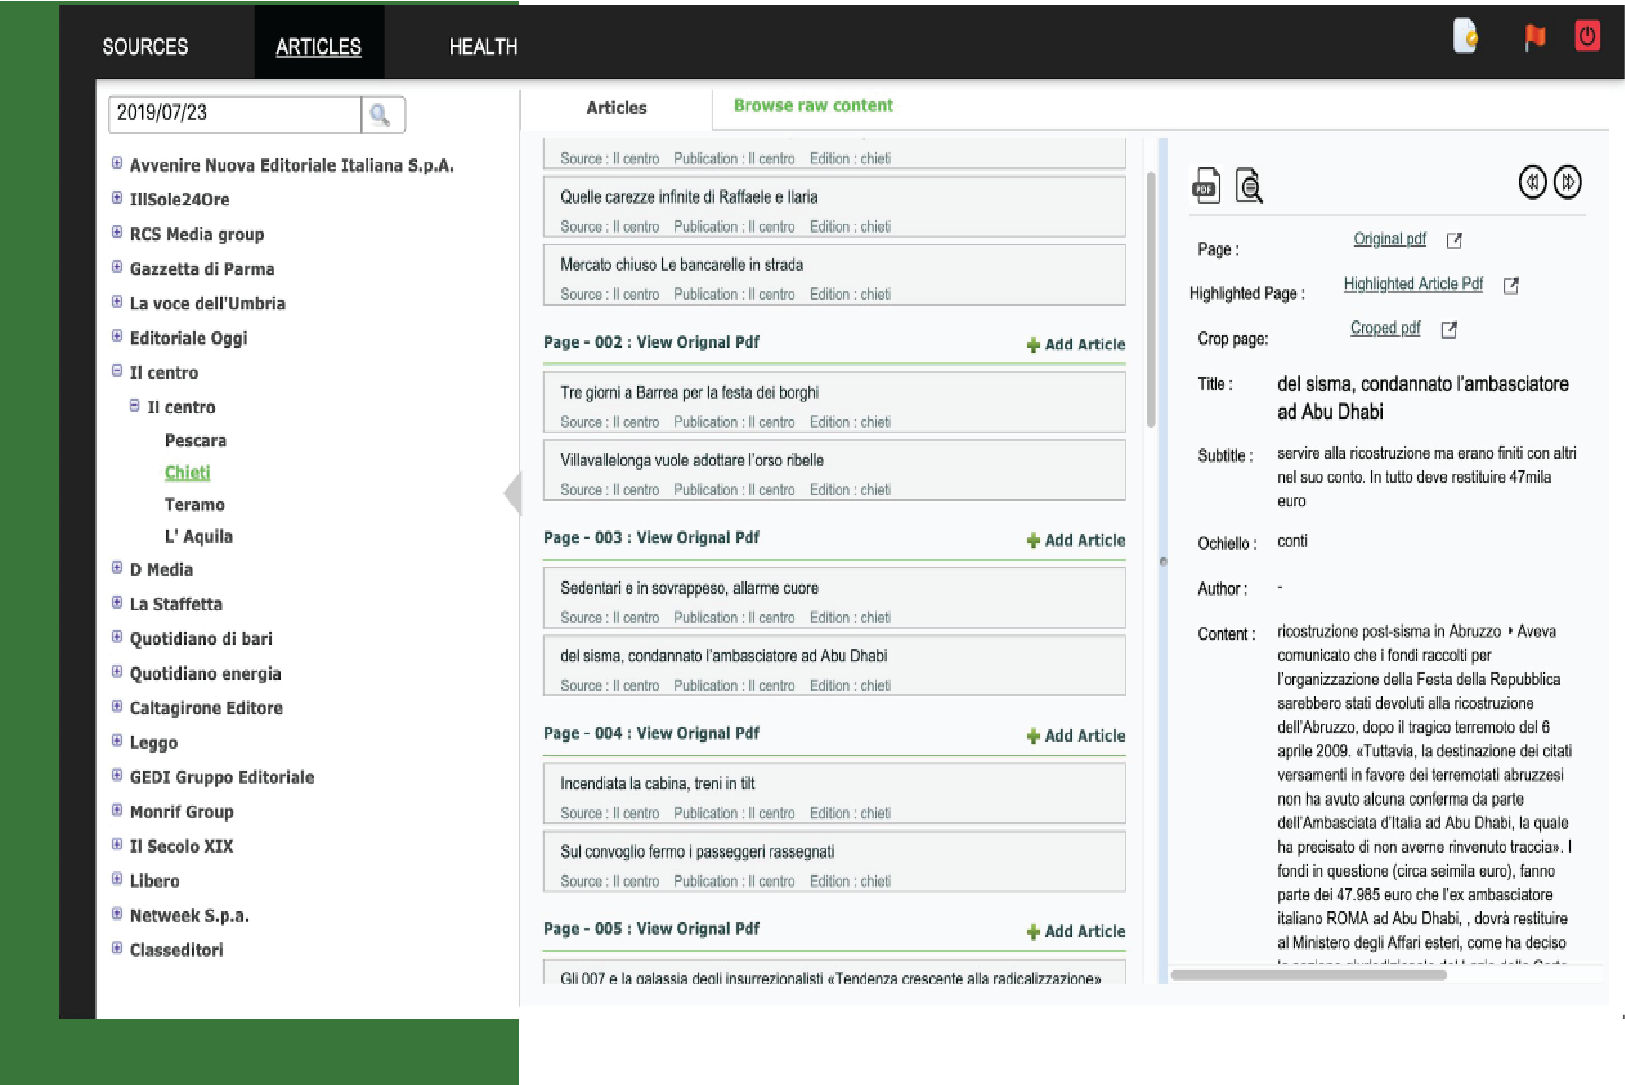 SOURCES
ARTICLES
HEALTH
2019/07/23
Avvenire Nuova Editoriale Italiana S.p.A.
IllSole24Ore
RCS Media group
Gazzetta di Parma
La voce dell'Umbria
Editoriale Oggi
Il centro
Il centro
Pescara
Chieti
Teramo
L' Aquila
D Media
La Staffetta
Quotidiano di bari
Quotidiano energia
Caltagirone Editore
Leggo
GEDI Gruppo Editoriale
Monrif Group
Il Secolo XIX
Libero
Netweek S.p.a.
Classeditori
Articles
Browse raw content
Source : Il centro Publication : Il centro Edition : chieti
Quelle carezze infinite di Raffaele e Ilaria
Source : Il centro Publication : Il centro Edition : chieti
Mercato chiuso Le bancarelle in strada
Source : Il centro Publication : Il centro Edition : chieti
Page - 002 : View Orignal Pdf
Add Article
Tre giorni a Barrea per la festa dei borghi
Source : Il centro Publication : Il centro Edition : chieti
Villavallelonga vuole adottare l'orso ribelle
Source : Il centro Publication : Il centro Edition : chieti
Page - 003 : View Orignal Pdf
Add Article
Sedentari e in sovrappeso, allarme cuore
Source : Il centro Publication : Il centro Edition : chieti
del sisma, condannato l'ambasciatore ad Abu Dhabi
Source : Il centro Publication : Il centro Edition : chieti
Page - 004 : View Orignal Pdf
Add Article
Incendiata la cabina, treni in tilt
Source : Il centro Publication : Il centro Edition : chieti
Sul convoglio fermo i passeggeri rassegnati
Source : Il centro Publication : Il centro Edition : chieti
Page - 005 : View Orignal Pdf
Add Article
Gli 007 e la galassia degli insurrezionalisti «Tendenza crescente alla radicalizzazione»
PDF
Page :
Original pdf
Highlighted Page :
Highlighted Article Pdf
Crop page:
Croped pdf
Title :
del sisma, condannato l'ambasciatore
ad Abu Dhabi
Subtitle :
servire alla ricostruzione ma erano finiti con altri
nel suo conto. In tutto deve restituire 47mila
euro
Ochiello :
conti
Author :
-
Content :
ricostruzione post-sisma in Abruzzo • Aveva
comunicato che i fondi raccolti per
l'organizzazione della Festa della Repubblica
sarebbero stati devoluti alla ricostruzione
dell'Abruzzo, dopo il tragico terremoto del 6
aprile 2009. «Tuttavia, la destinazione dei citati
versamenti in favore dei terremotati abruzzesi
non ha avuto alcuna conferma da parte
dell'Ambasciata d'Italia ad Abu Dhabi, la quale
ha precisato di non averne rinvenuto traccia». I
fondi in questione (circa seimila euro), fanno
parte dei 47.985 euro che l'ex ambasciatore
italiano ROMA ad Abu Dhabi, , dovrà restituire
al Ministero degli Affari esteri, come ha deciso